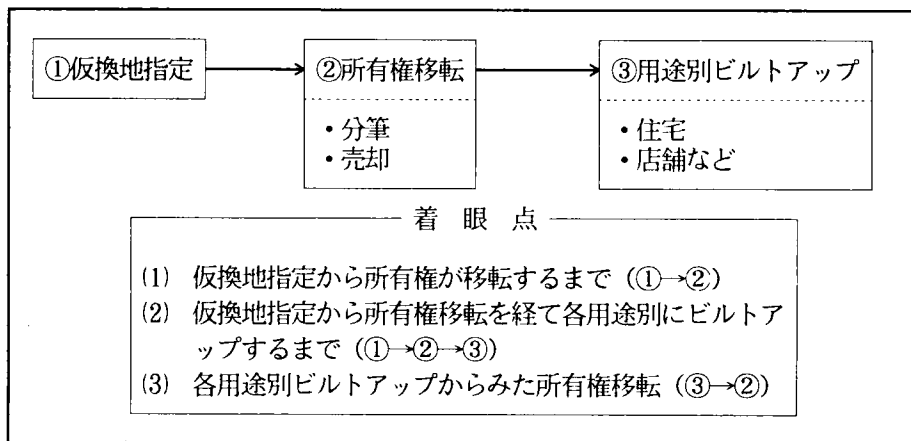 ①仮換地指定
②所有権移転
・分筆
・売却
③用途別ビルトアップ
・住宅
・店舗など
着眼点
(1) 仮換地指定から所有権が移転するまで（①→②）
(2) 仮換地指定から所有権移転を経て各用途別にビルトア
ップするまで（①→②→③）
(3) 各用途別ビルトアップからみた所有権移転（③→②）